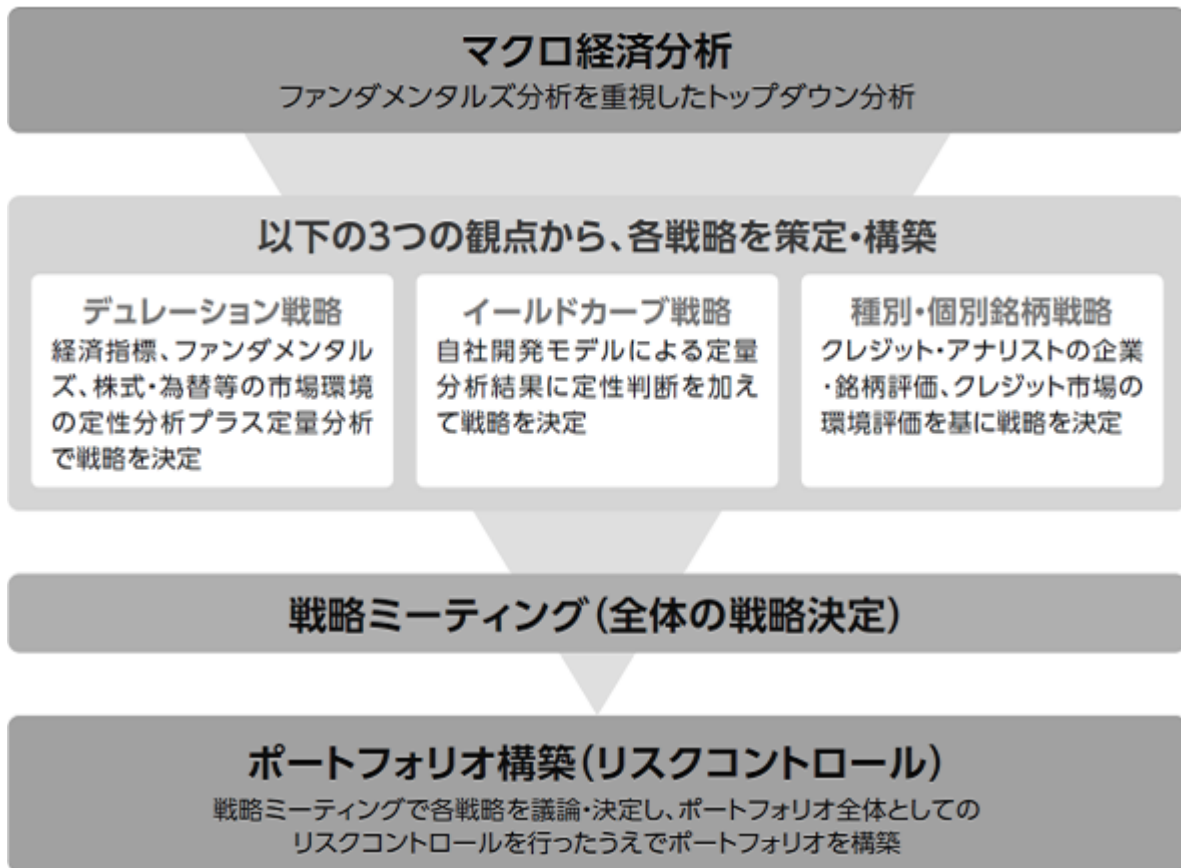 マクロ経済分析
ファンダメンタルズ分析を重視したトップダウン分析
以下の3つの観点から、各戦略を策定・構築
デュレーション戦略
経済指標、ファンダメンタル
ズ、株式・為替等の市場環境
の定性分析プラス定量分析
で戦略を決定
イールドカーブ戦略
自社開発モデルによる定量
分析結果に定性判断を加え
て戦略を決定
種別・個別銘柄戦略
クレジット・アナリストの企業
・銘柄評価、クレジット市場の
環境評価を基に戦略を決定
戦略ミーティング(全体の戦略決定)
ポートフォリオ構築(リスクコントロール)
戦略ミーティングで各戦略を議論・決定し、ポートフォリオ全体としての
リスクコントロールを行ったうえでポートフォリオを構築